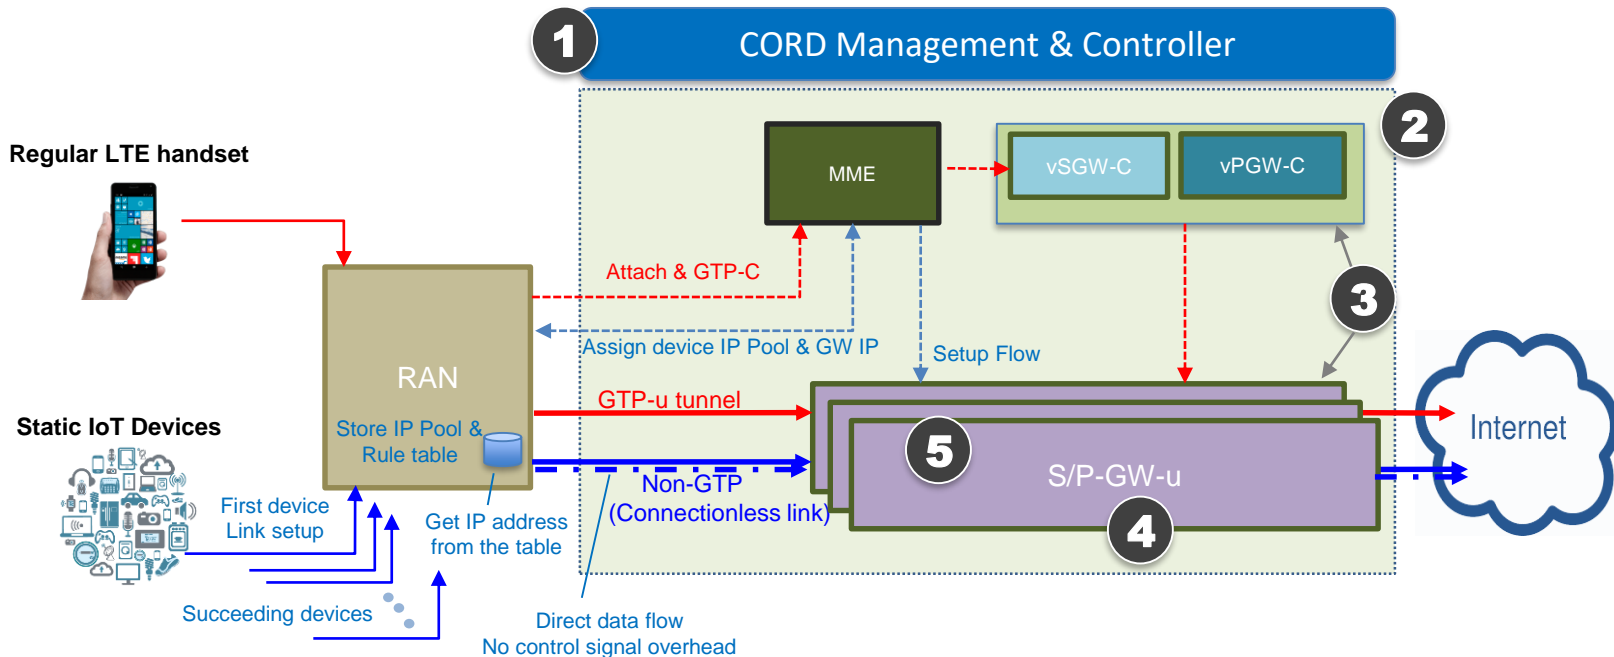 1
CORD Management & Controller
2
Regular LTE handset
MME
vSGW-C
vPGW-C
Attach & GTP-C
3
Assign device IP Pool & GW IP
Setup Flow
RAN
GTP-u tunnel
Static IoT Devices
Store IP Pool &
Rule table
5
Internet
S/P-GW-u
Non-GTP
(Connectionless link)
First device
Link setup
Get IP address
from the table
4
Succeeding devices
Direct data flow
No control signal overhead